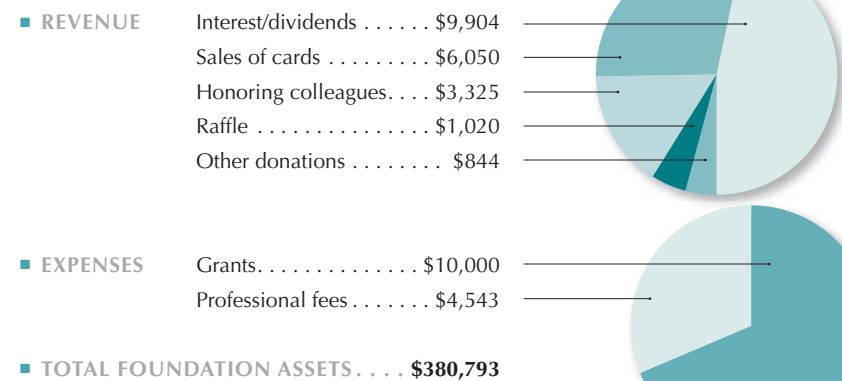 ■ REVENUE Interest/dividends . . . . . . $9,904
Sales of cards . . . . . . . . . $6,050
Honoring colleagues. . . . $3,325
Raffle . . . . . . . . . . . . . . . $1,020
Other donations . . . . . . . . $844
■ EXPENSES Grants. . . . . . . . . . . . . . $10,000
Professional fees . . . . . . . $4,543
■ TOTAL FOUNDATION ASSETS. . . . $380,793